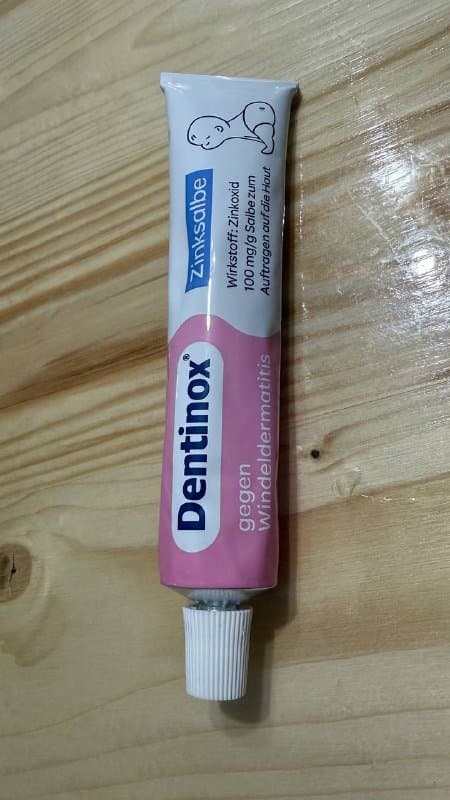 Dentinox®
gegen
Windeldermatitis
Zinksalbe
Wirkstoff: Zinkoxid
100 mg/g Salbe zum
Auftragen auf die Haut